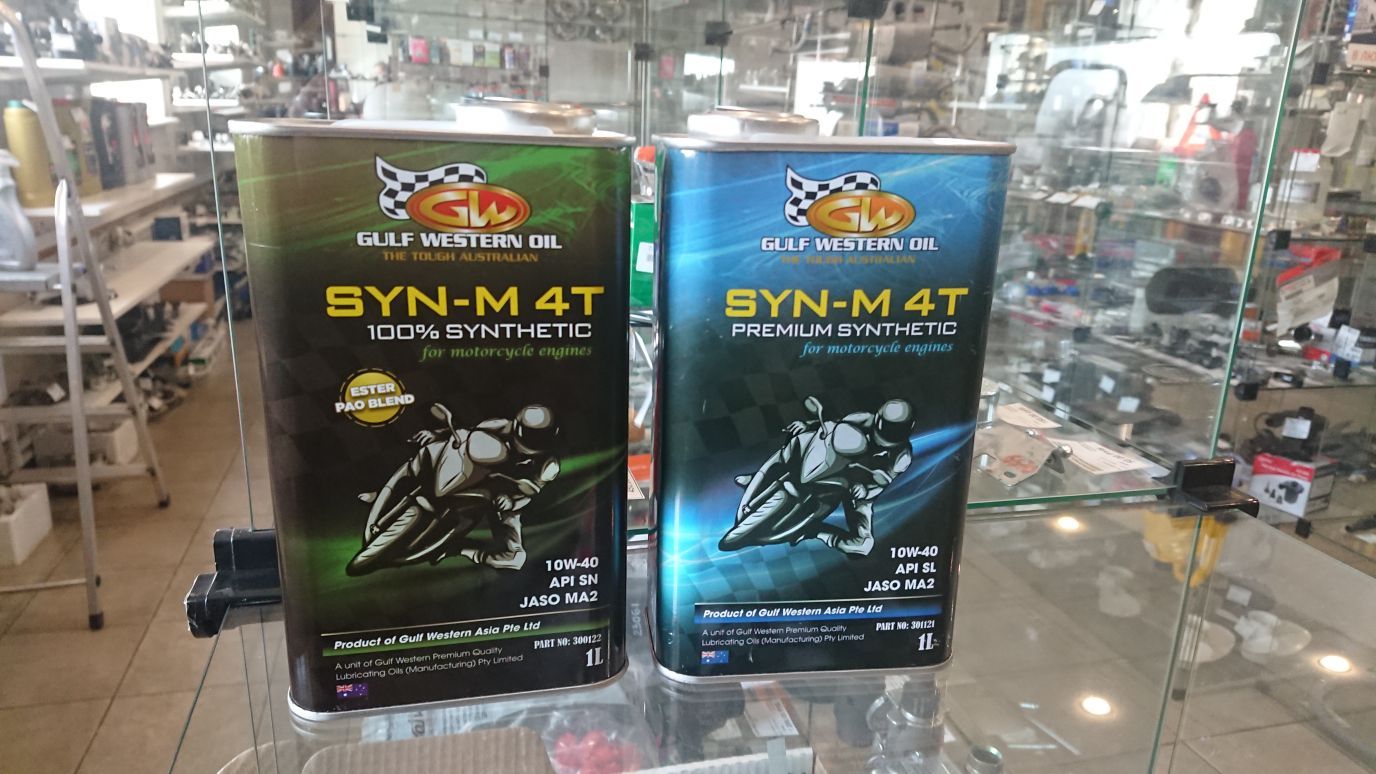 GW
GULF WESTERN OIL
THE TOUGH AUSTRALIAN
SYN-M 4T
100% SYNTHETIC
for motorcycle engines
ESTER
PAO BLEND
10W-40
API SN
JASO MA2
Product of Gulf Western Asia Pte Ltd
A unit of Gulf Western Premium Quality
Lubricating Oils (Manufacturing) Pty Limited
PART NO: 300122
1L
GW
GULF WESTERN OIL
THE TOUGH AUSTRALIAN
SYN-M 4T
PREMIUM SYNTHETIC
for motorcycle engines
10W-40
API SL
JASO MA2
Product of Gulf Western Asia Pte Ltd
A unit of Gulf Western Premium Quality
Lubricating Oils (Manufacturing) Pty Limited
PART NO: 301121
1L